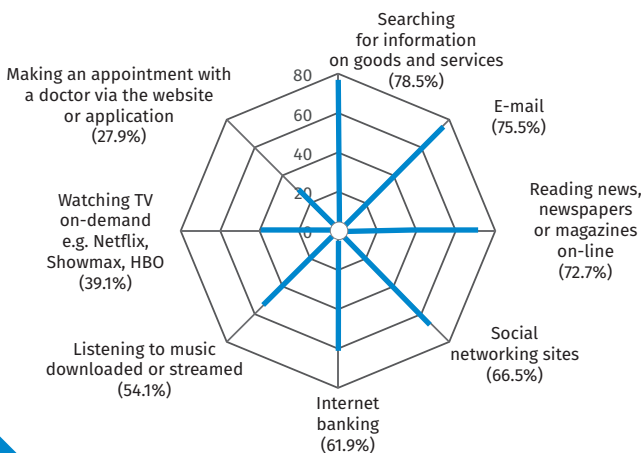 Searching
for information
on goods and services
(78.5%)
E-mail
(75.5%)
Reading news,
newspapers
or magazines
on-line
(72.7%)
Social
networking sites
(66.5%)
Internet
banking
(61.9%)
Listening to music
downloaded or streamed
(54.1%)
Watching TV
on-demand
e.g. Netflix,
Showmax, HBO
(39.1%)
Making an appointment with
a doctor via the website
or application
(27.9%)
80
60
40
20
0